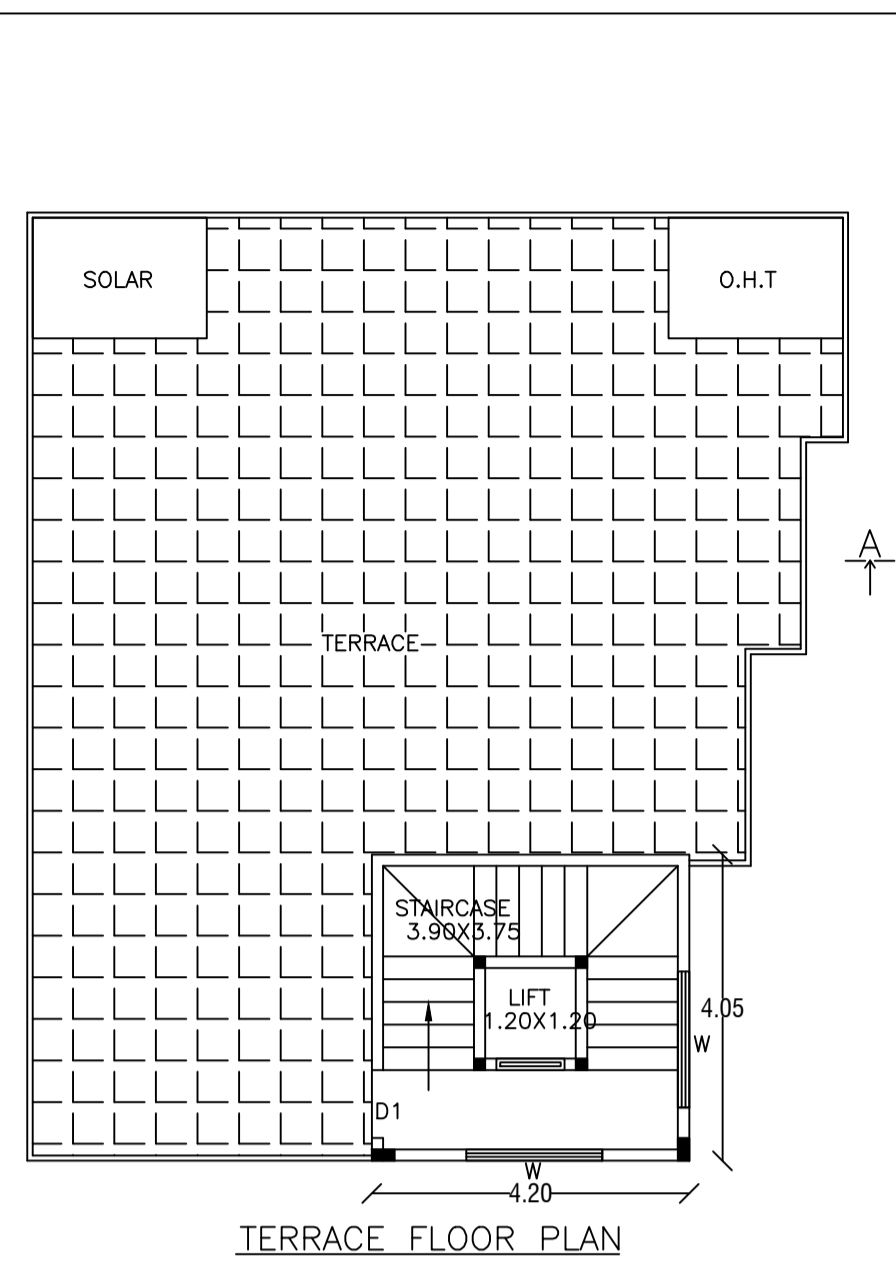 SOLAR
O.H.T
A
TERRACE
STAIRCASE
3.90X3.75
LIFT
1.20X1.20
4.05
W
D1
W
4.20
TERRACE FLOOR PLAN